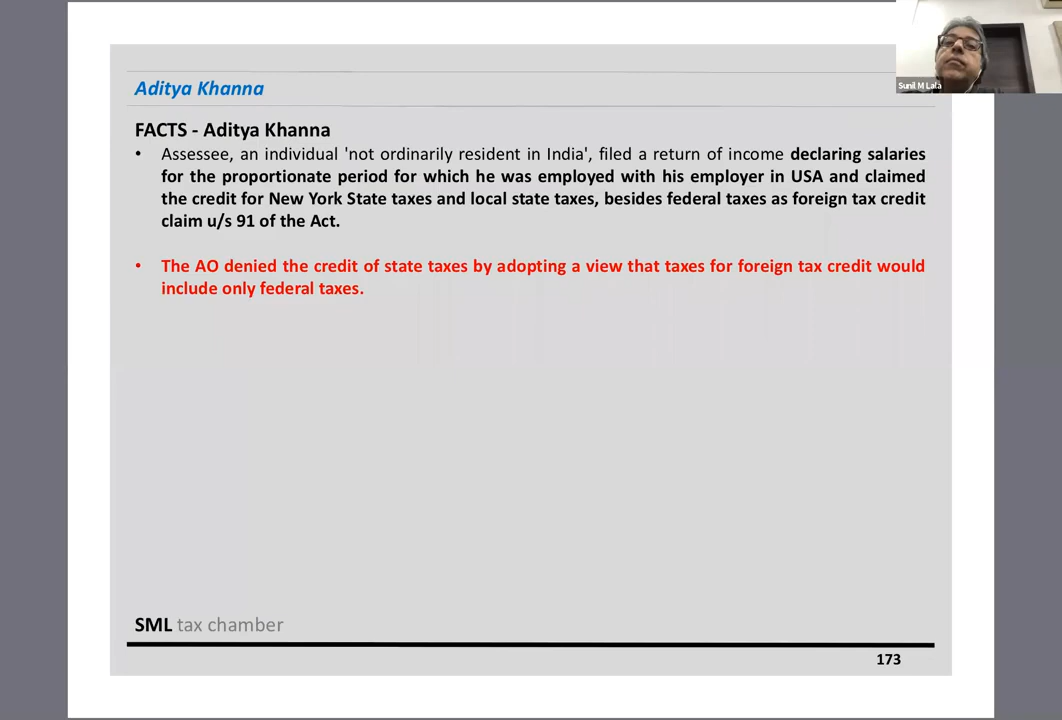 Sunil M Lala
Aditya Khanna
FACTS - Aditya Khanna
• Assessee, an individual 'not ordinarily resident in India', filed a return of income declaring salaries
for the proportionate period for which he was employed with his employer in USA and claimed
the credit for New York State taxes and local state taxes, besides federal taxes as foreign tax credit
claim u/s 91 of the Act.
• The AO denied the credit of state taxes by adopting a view that taxes for foreign tax credit would
include only federal taxes.
SML tax chamber
173